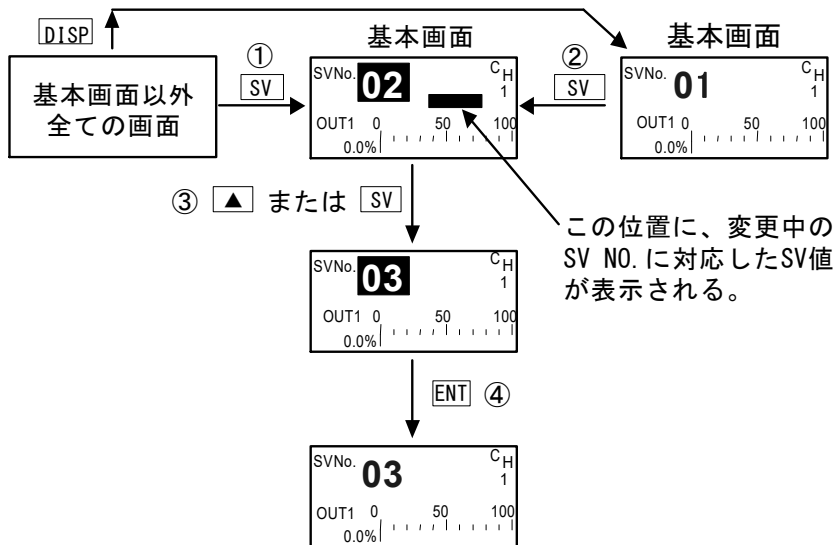 DISP
基本画面以外
全ての画面
①
SV
基本画面
SVNo. 02 CH
1
OUT1 0 50 100
0.0%
②
SV
基本画面
SVNo. 01 CH
1
OUT1 0 50 100
0.0%
③ ▲ または SV
この位置に、変更中の
SV NO.に対応したSV値
が表示される。
SVNo. 03 CH
1
OUT1 0 50 100
0.0%
ENT ④
SVNo. 03 CH
1
OUT1 0 50 100
0.0%